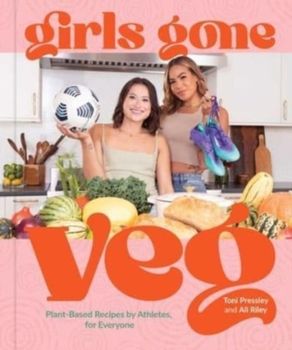 girls gone
veg
Plant-Based Recipes by Athletes,
for Everyone
Toni Pressley
and Ali Riley